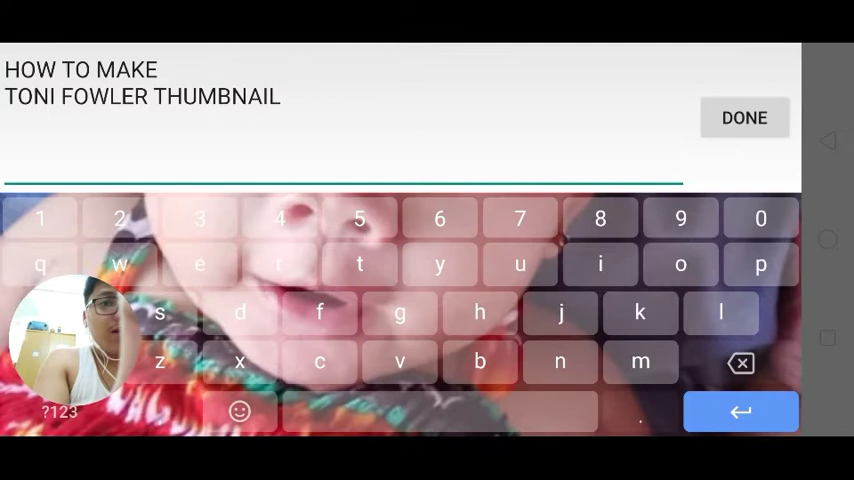 HOW TO MAKE
TONI FOWLER THUMBNAIL
DONE
1 2 3 4 5 6 7 8 9 0
q w e r t y u i o p
s d f g h j k l
z x c v b n m
?123 .